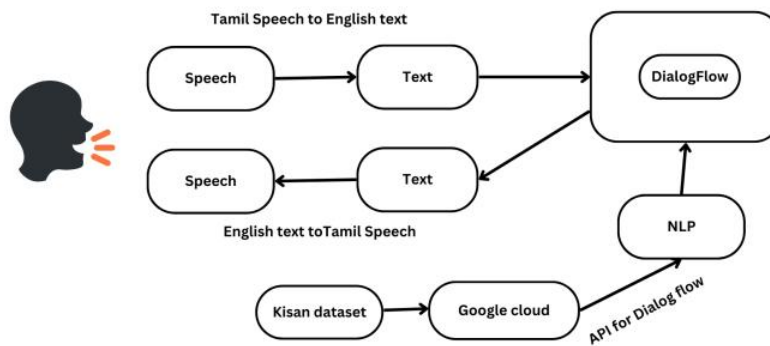 Tamil Speech to English text
Speech
Text
DialogFlow
Speech
Text
English text toTamil Speech
NLP
Kisan dataset
Google cloud
API for Dialog flow